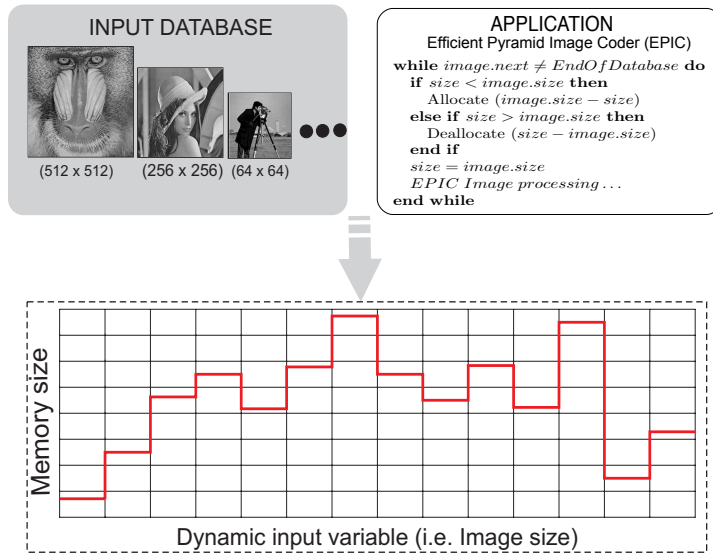 INPUT DATABASE
(512 x 512)
(256 x 256)
(64 x 64)
APPLICATION
Efficient Pyramid Image Coder (EPIC)
while image.next ≠ EndOfDatabase do
if size < image.size then
Allocate (image.size − size)
else if size > image.size then
Deallocate (size − image.size)
end if
size = image.size
EPIC Image processing . . .
end while
Memory size
Dynamic input variable (i.e. Image size)